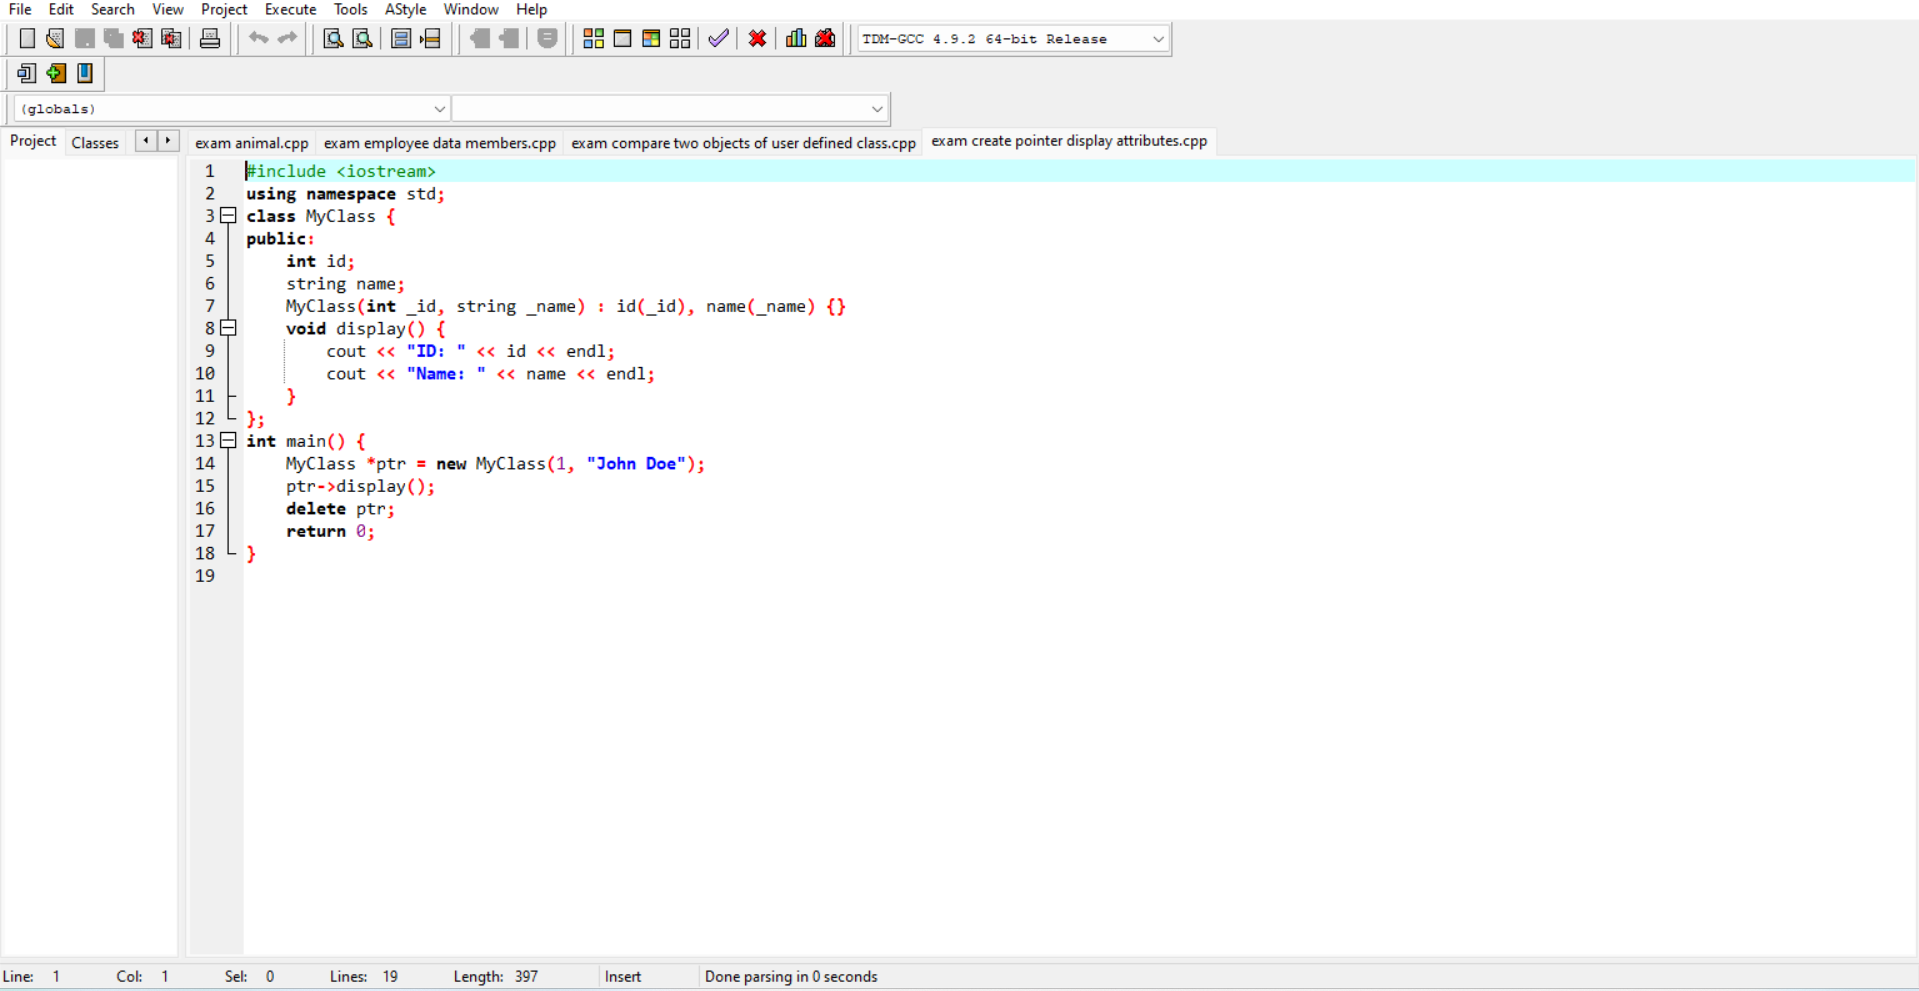 File Edit Search View Project Execute Tools AStyle Window Help
TDM-GCC 4.9.2 64-bit Release
(globals)
Project Classes exam animal.cpp exam employee data members.cpp exam compare two objects of user defined class.cpp exam create pointer display attributes.cpp
1 #include <iostream>
2 using namespace std;
3 class MyClass {
4 public:
5     int id;
6     string name;
7     MyClass(int _id, string _name) : id(_id), name(_name) {}
8     void display() {
9         cout << "ID: " << id << endl;
10         cout << "Name: " << name << endl;
11     }
12 };
13 int main() {
14     MyClass *ptr = new MyClass(1, "John Doe");
15     ptr->display();
16     delete ptr;
17     return 0;
18 }
19
Line: 1 Col: 1 Sel: 0 Lines: 19 Length: 397 Insert Done parsing in 0 seconds